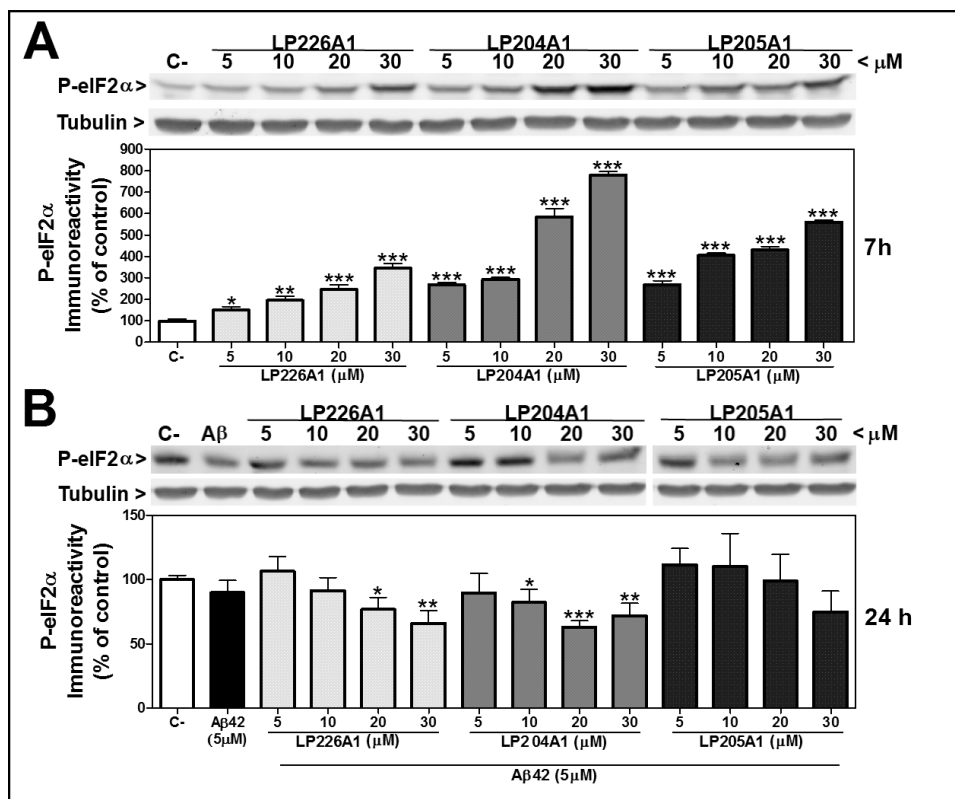 A
LP226A1 LP204A1 LP205A1
C- 5 10 20 30 5 10 20 30 5 10 20 30 < μM
P-eIF2α>
Tubulin >
P-eIF2α
Immunoreactivity
(% of control)
900
800
700
600
500
400
300
200
100
0
* ** *** *** *** *** *** *** *** *** *** ***
7h
C- 5 10 20 30 5 10 20 30 5 10 20 30
LP226A1 (μM) LP204A1 (μM) LP205A1 (μM)
B
LP226A1 LP204A1 LP205A1
C- Aβ 5 10 20 30 5 10 20 30 5 10 20 30 < μM
P-eIF2α>
Tubulin >
P-eIF2α
Immunoreactivity
(% of control)
150
100
50
0
* ** * *** **
24 h
C- Aβ42 5 10 20 30 5 10 20 30 5 10 20 30
(5μM) LP226A1 (μM) LP204A1 (μM) LP205A1 (μM)
Aβ42 (5μM)